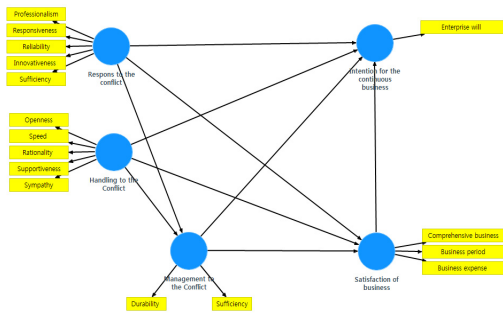 Professionalism
Responsiveness
Reliability
Innovativeness
Sufficiency
Respons to the
conflict
Enterprise will
Intention for the
continuous
business
Openness
Speed
Rationality
Supportiveness
Sympathy
Handling to the
Conflict
Management to
the Conflict
Durability
Sufficiency
Comprehensive business
Business period
Business expense
Satisfaction of
business